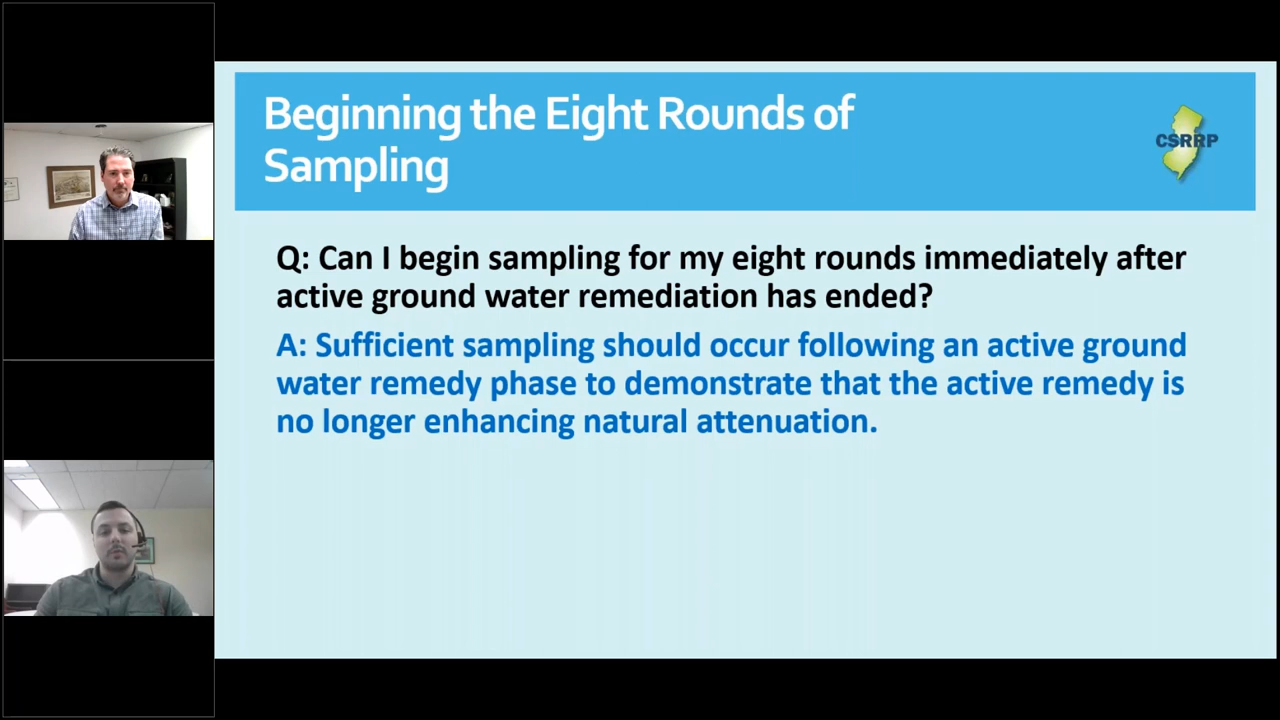 Beginning the Eight Rounds of
Sampling
CSRRP
Q: Can I begin sampling for my eight rounds immediately after
active ground water remediation has ended?
A: Sufficient sampling should occur following an active ground
water remedy phase to demonstrate that the active remedy is
no longer enhancing natural attenuation.